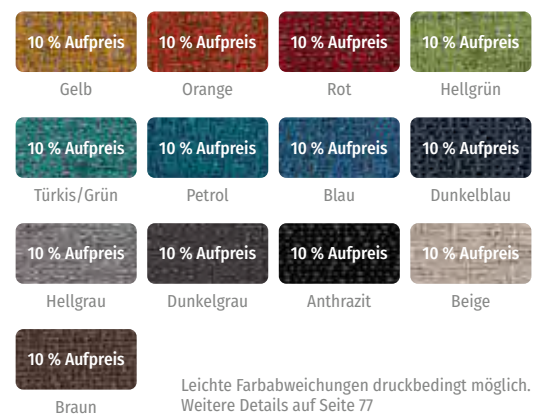 10 % Aufpreis 10 % Aufpreis 10 % Aufpreis 10 % Aufpreis
Gelb Orange Rot Hellgrün
10 % Aufpreis 10 % Aufpreis 10 % Aufpreis 10 % Aufpreis
Türkis/Grün Petrol Blau Dunkelblau
10 % Aufpreis 10 % Aufpreis 10 % Aufpreis 10 % Aufpreis
Hellgrau Dunkelgrau Anthrazit Beige
10 % Aufpreis
Braun
Leichte Farbabweichungen druckbedingt möglich.
Weitere Details auf Seite 77